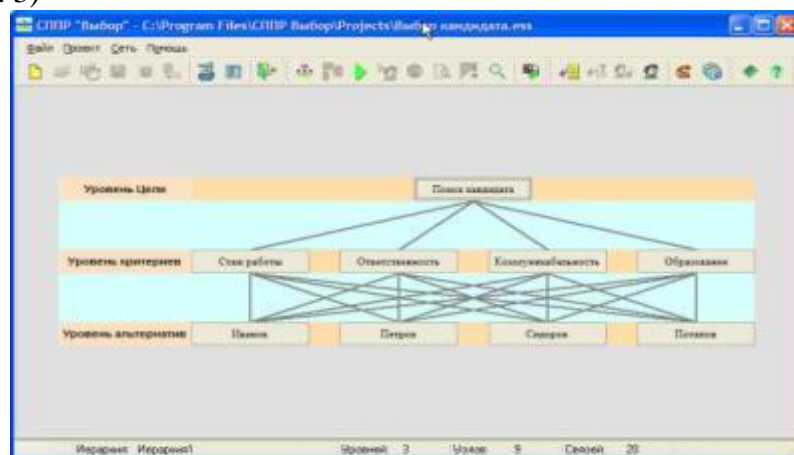 3)
СППР "Выбор" - C:\Program Files\СППР Выбор\Projects\Выбор кандидата.ess
Файл Проект Сеть Помощь
Уровень Цели Поиск кандидата
Уровень критериев Стаж работы Ответственность Коммуникабельность Образование
Уровень альтернатив Иванов Петров Сидоров Потапов
Иерархия: Иерархия1 Уровней: 3 Узлов: 9 Связей: 20